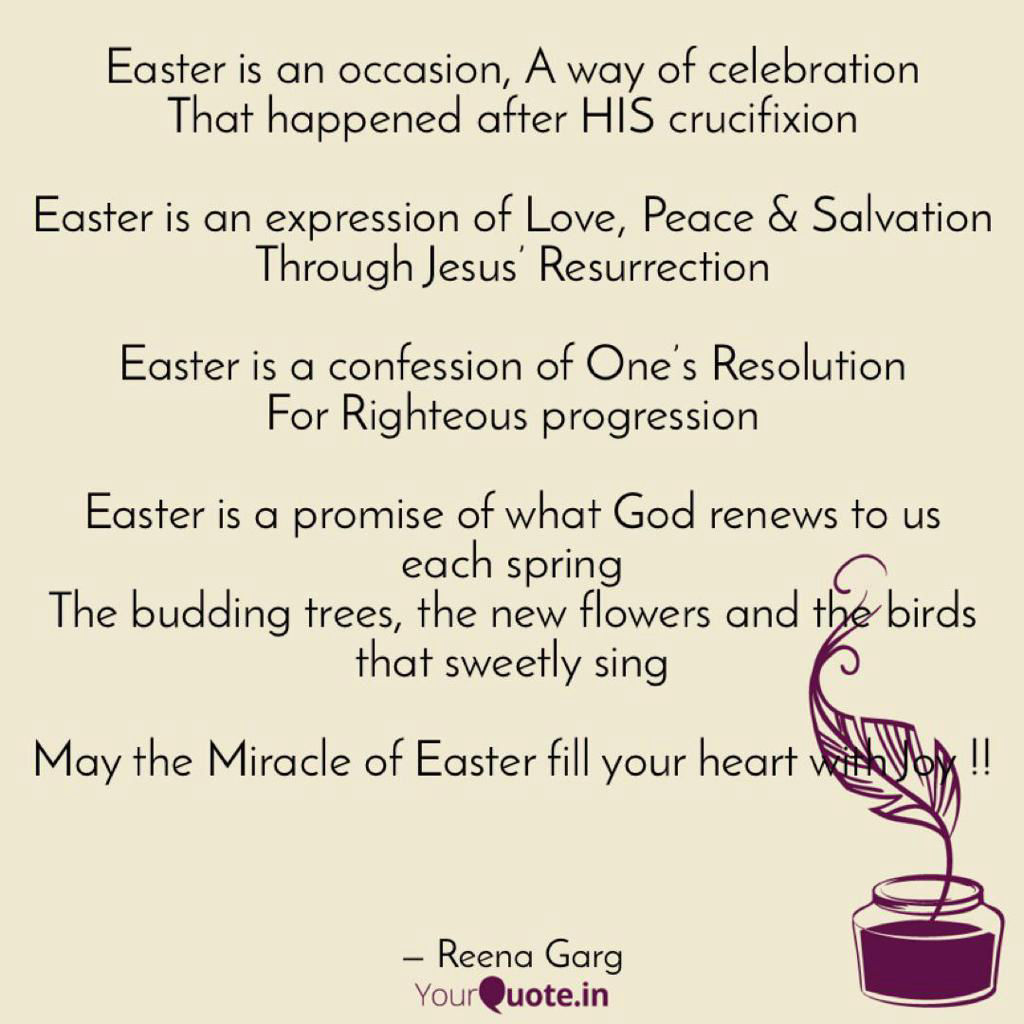 Easter is an occasion, A way of celebration
That happened after HIS crucifixion
Easter is an expression of Love, Peace & Salvation
Through Jesus' Resurrection
Easter is a confession of One's Resolution
For Righteous progression
Easter is a promise of what God renews to us
each spring
The budding trees, the new flowers and the birds
that sweetly sing
May the Miracle of Easter fill your heart with Joy !!
– Reena Garg
YourQuote.in